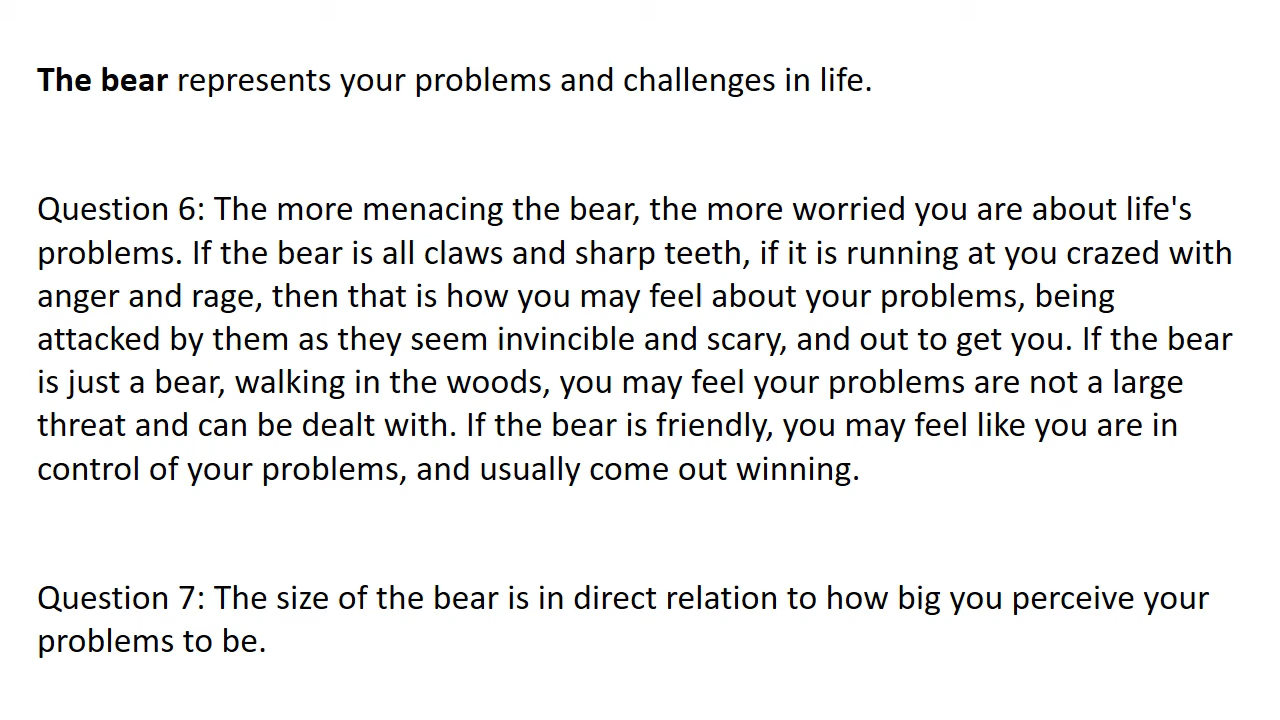 The bear represents your problems and challenges in life.
Question 6: The more menacing the bear, the more worried you are about life's
problems. If the bear is all claws and sharp teeth, if it is running at you crazed with
anger and rage, then that is how you may feel about your problems, being
attacked by them as they seem invincible and scary, and out to get you. If the bear
is just a bear, walking in the woods, you may feel your problems are not a large
threat and can be dealt with. If the bear is friendly, you may feel like you are in
control of your problems, and usually come out winning.
Question 7: The size of the bear is in direct relation to how big you perceive your
problems to be.